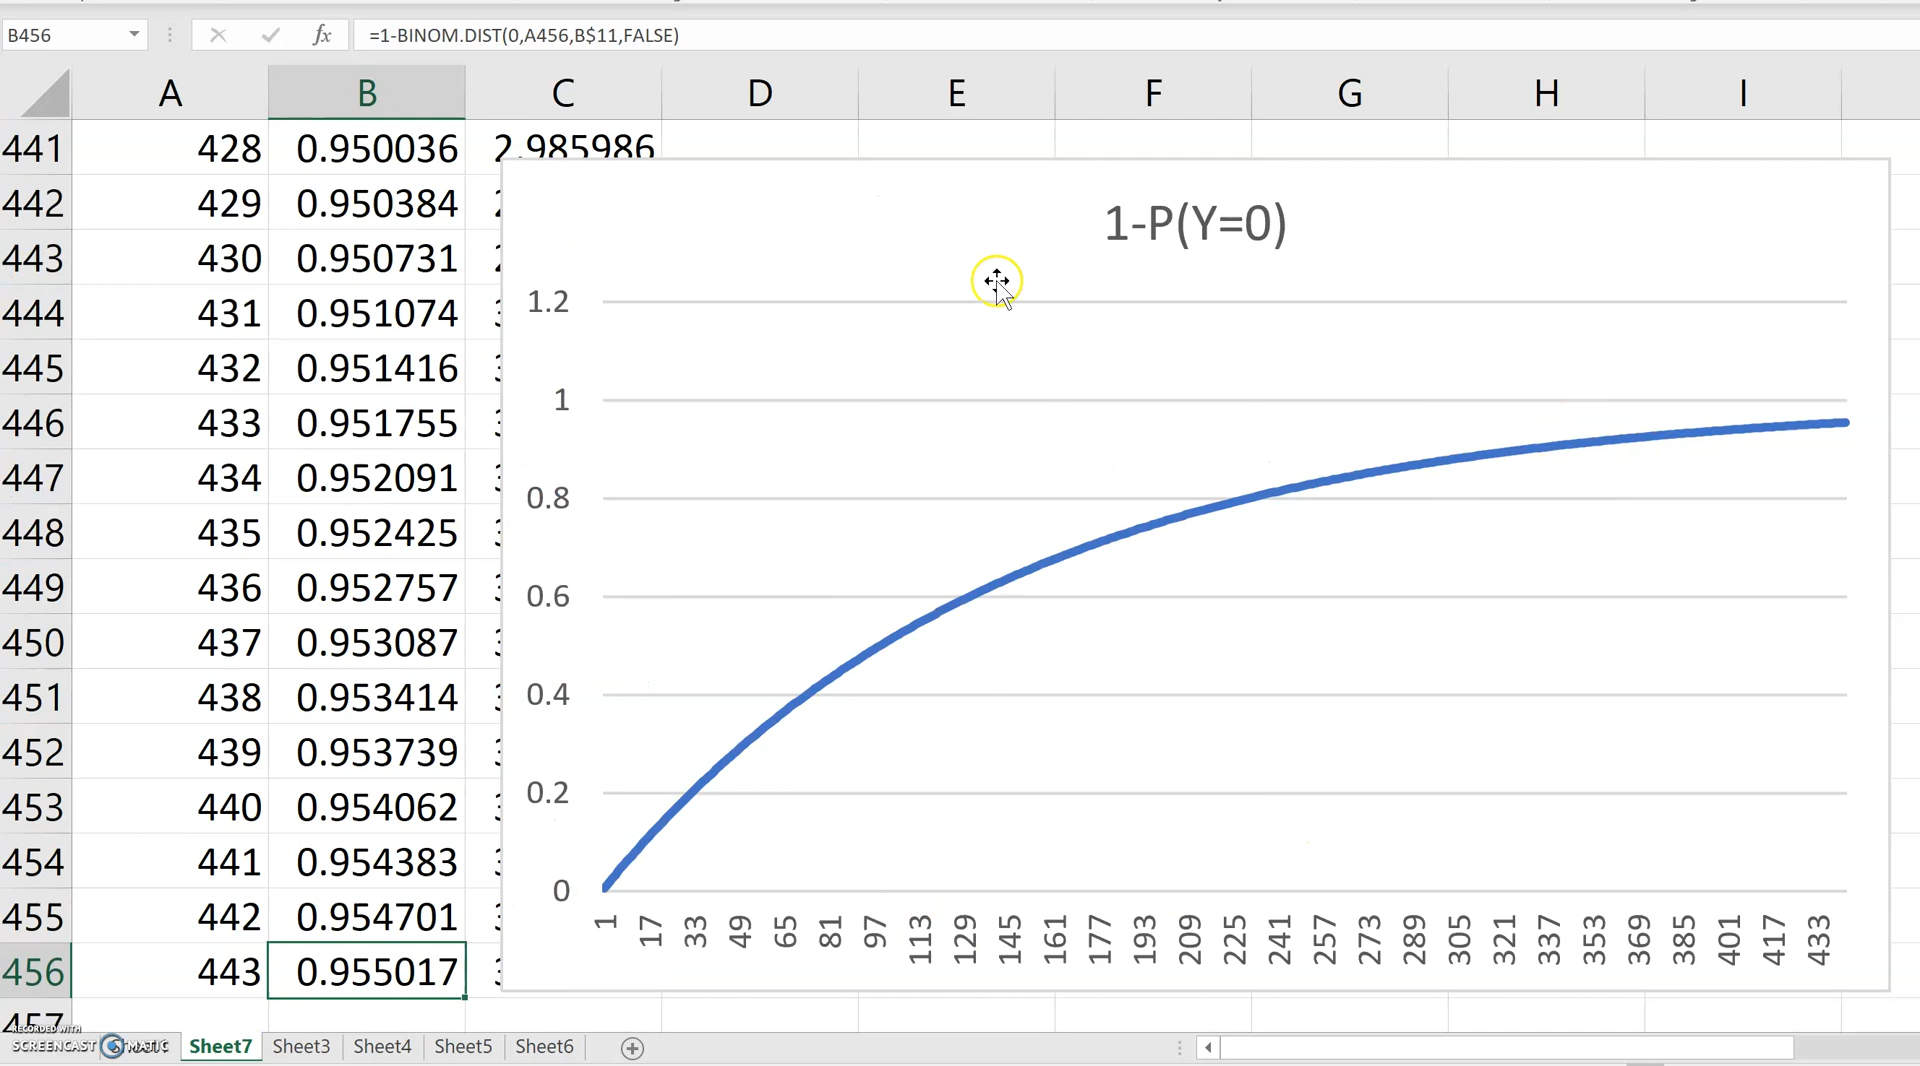 B456 fx =1-BINOM.DIST(0,A456,B$11,FALSE)
A B C D E F G H I
441 428 0.950036 2.985986
442 429 0.950384
443 430 0.950731
444 431 0.951074
445 432 0.951416
446 433 0.951755
447 434 0.952091
448 435 0.952425
449 436 0.952757
450 437 0.953087
451 438 0.953414
452 439 0.953739
453 440 0.954062
454 441 0.954383
455 442 0.954701
456 443 0.955017
457
1-P(Y=0)
1.2
1
0.8
0.6
0.4
0.2
0
1 17 33 49 65 81 97 113 129 145 161 177 193 209 225 241 257 273 289 305 321 337 353 369 385 401 417 433
RECORDED WITH
SCREENCAST MATIC
Sheet7 Sheet3 Sheet4 Sheet5 Sheet6